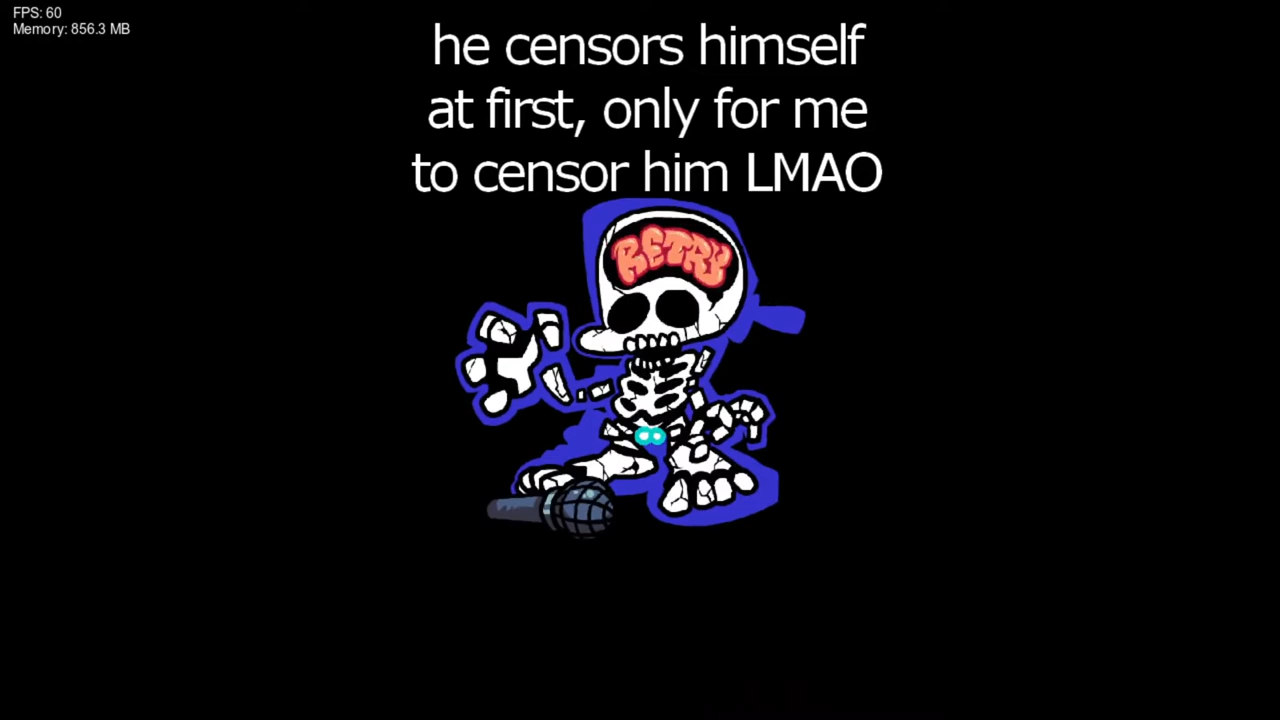 FPS: 60
Memory: 856.3 MB
he censors himself
at first, only for me
to censor him LMAO
RETRY